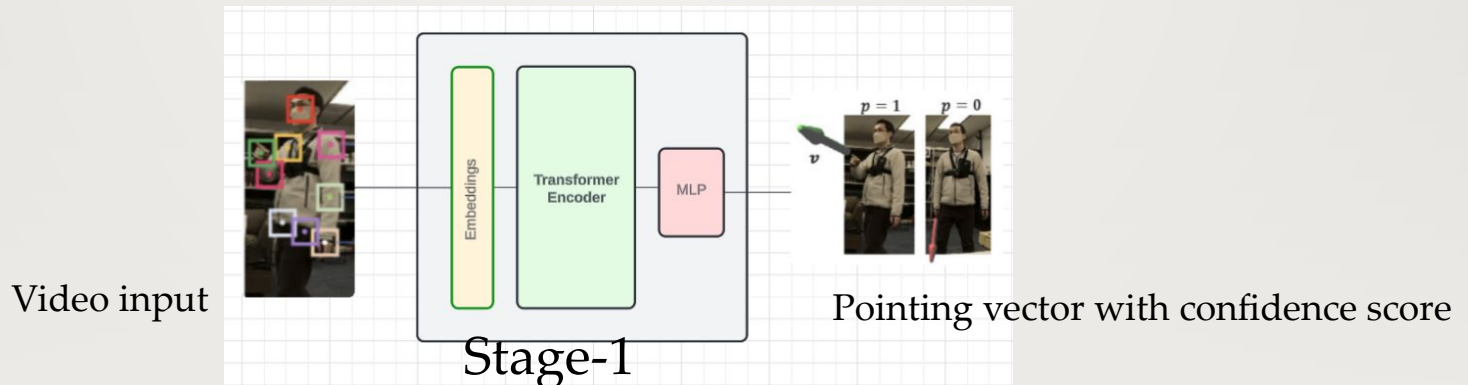 p = 1
p = 0
v
Embeddings
Transformer
Encoder
MLP
Video input
Pointing vector with confidence score
Stage-1